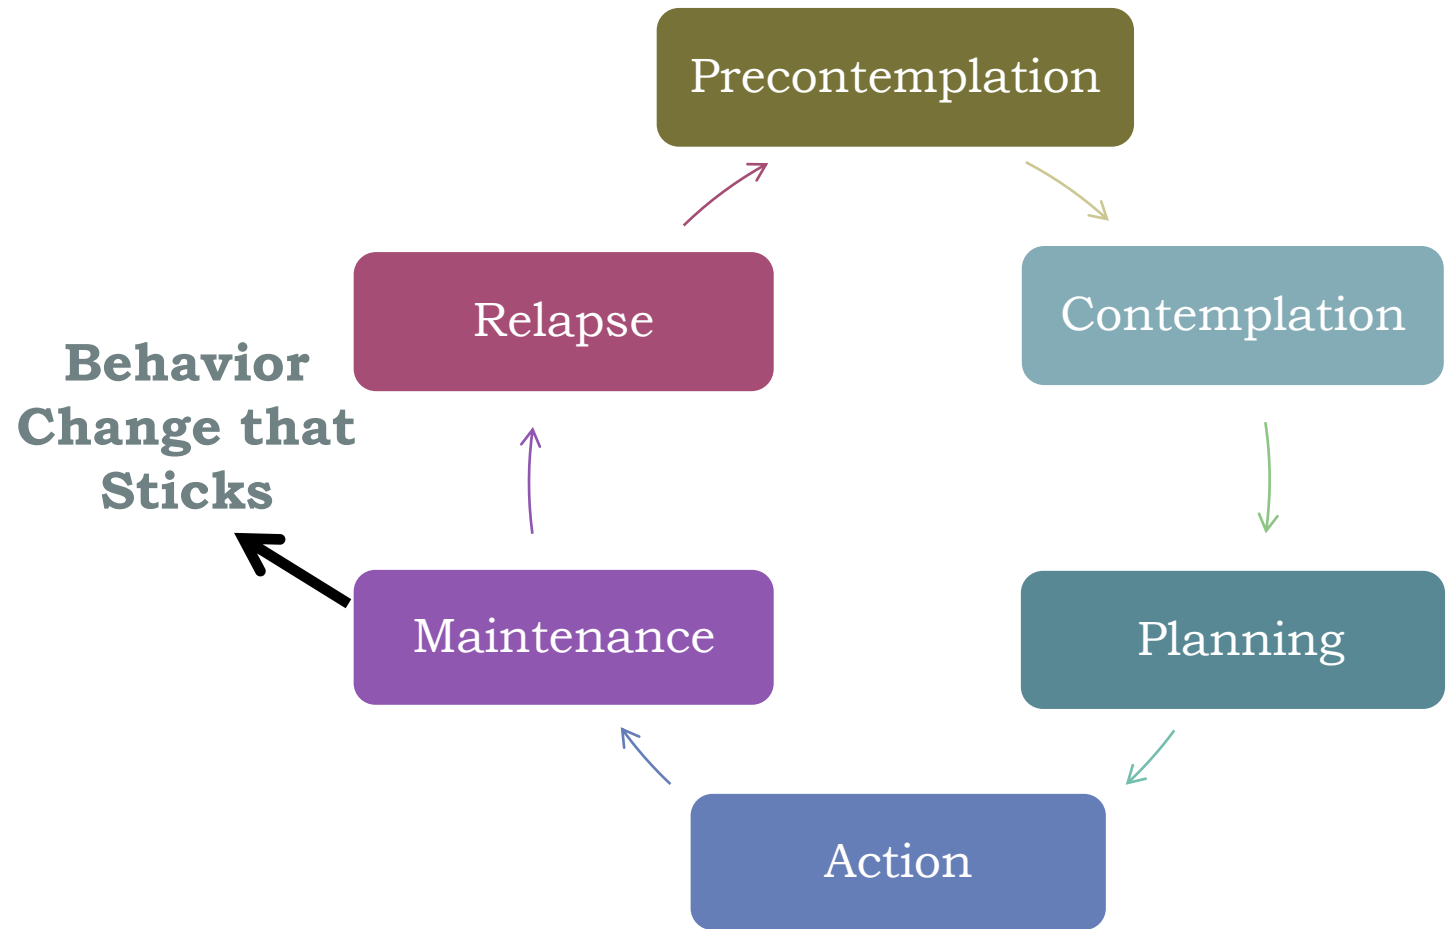 Precontemplation
Contemplation
Planning
Action
Maintenance
Relapse
Behavior
Change that
Sticks